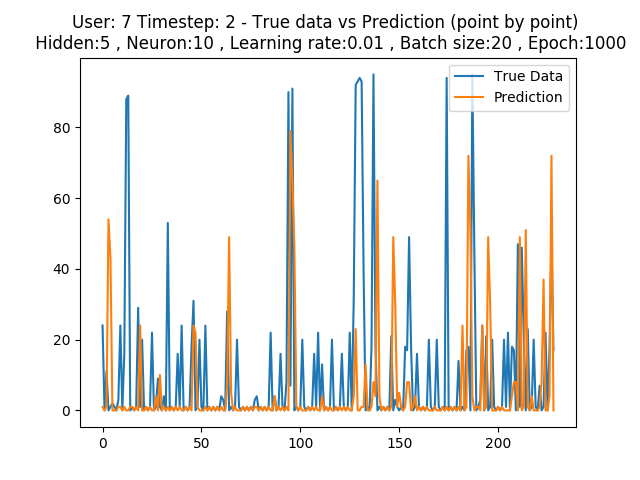 User: 7 Timestep: 2 - True data vs Prediction (point by point)
Hidden:5 , Neuron:10 , Learning rate:0.01 , Batch size:20 , Epoch:1000
True Data
Prediction
80
60
40
20
0
0 50 100 150 200